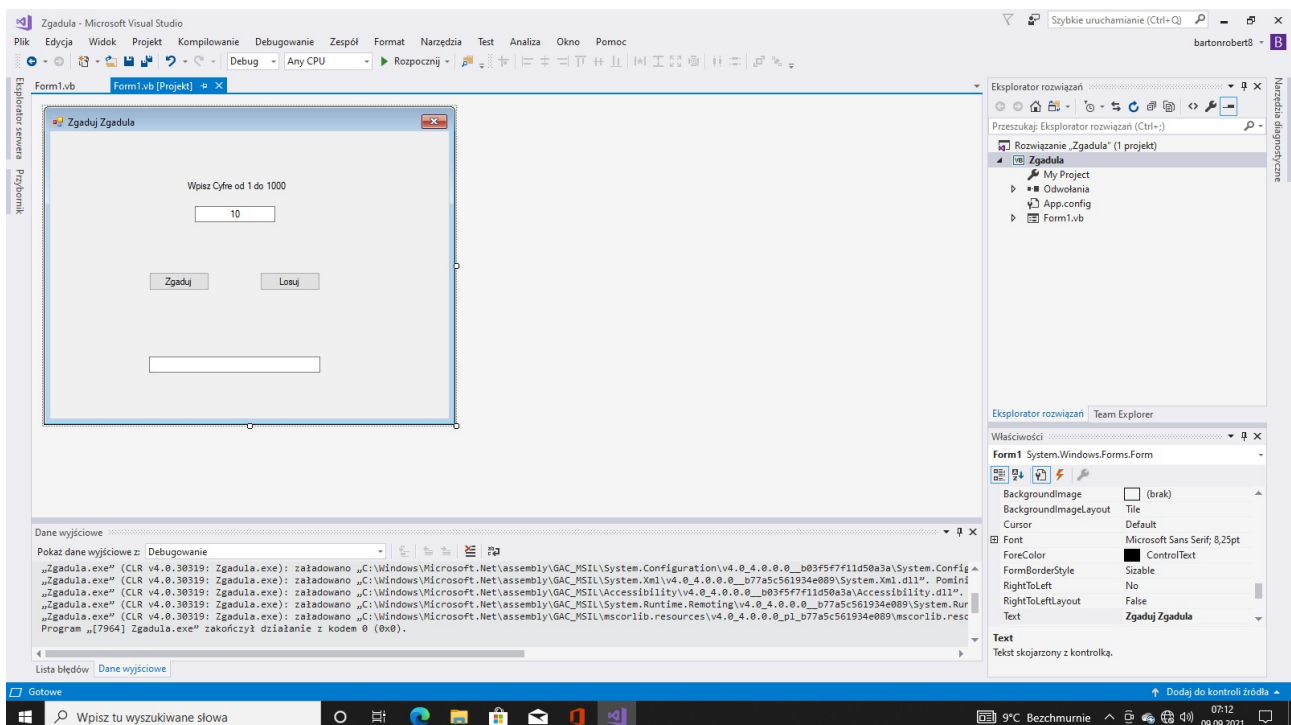 Zgadula - Microsoft Visual Studio
Szybkie uruchamianie (Ctrl+Q)
Plik Edycja Widok Projekt Kompilowanie Debugowanie Zespół Format Narzędzia Test Analiza Okno Pomoc
bartonrobert8 B
Debug Any CPU Rozpocznij
Eksplorator serwera
Przybornik
Form1.vb Form1.vb [Projekt]
Zgaduj Zgadula
Wpisz Cyfre od 1 do 1000
10
Zgaduj Losuj
Eksplorator rozwiązań
Przeszukaj: Eksplorator rozwiązań (Ctrl+;)
Rozwiązanie „Zgadula" (1 projekt)
VB Zgadula
My Project
Odwołania
App.config
Form1.vb
Narzędzia diagnostyczne
Eksplorator rozwiązań Team Explorer
Właściwości
Form1 System.Windows.Forms.Form
BackgroundImage (brak)
BackgroundImageLayout Tile
Cursor Default
Font Microsoft Sans Serif; 8,25pt
ForeColor ControlText
FormBorderStyle Sizable
RightToLeft No
RightToLeftLayout False
Text Zgaduj Zgadula
Text
Tekst skojarzony z kontrolką.
Dane wyjściowe
Pokaż dane wyjściowe z: Debugowanie
„Zgadula.exe" (CLR v4.0.30319: Zgadula.exe): załadowano „C:\Windows\Microsoft.Net\assembly\GAC_MSIL\System.Configuration\v4.0_4.0.0.0__b03f5f7f11d50a3a\System.Config
„Zgadula.exe" (CLR v4.0.30319: Zgadula.exe): załadowano „C:\Windows\Microsoft.Net\assembly\GAC_MSIL\System.Xml\v4.0_4.0.0.0__b77a5c561934e089\System.Xml.dll". Pomini
„Zgadula.exe" (CLR v4.0.30319: Zgadula.exe): załadowano „C:\Windows\Microsoft.Net\assembly\GAC_MSIL\Accessibility\v4.0_4.0.0.0__b03f5f7f11d50a3a\Accessibility.dll".
„Zgadula.exe" (CLR v4.0.30319: Zgadula.exe): załadowano „C:\Windows\Microsoft.Net\assembly\GAC_MSIL\System.Runtime.Remoting\v4.0_4.0.0.0__b77a5c561934e089\System.Rur
„Zgadula.exe" (CLR v4.0.30319: Zgadula.exe): załadowano „C:\Windows\Microsoft.Net\assembly\GAC_MSIL\mscorlib.resources\v4.0_4.0.0.0_pl_b77a5c561934e089\mscorlib.resc
Program „[7964] Zgadula.exe" zakończył działanie z kodem 0 (0x0).
Lista błędów Dane wyjściowe
Gotowe
Dodaj do kontroli źródła
Wpisz tu wyszukiwane słowa
9°C Bezchmurnie
07:12
09.09.2021